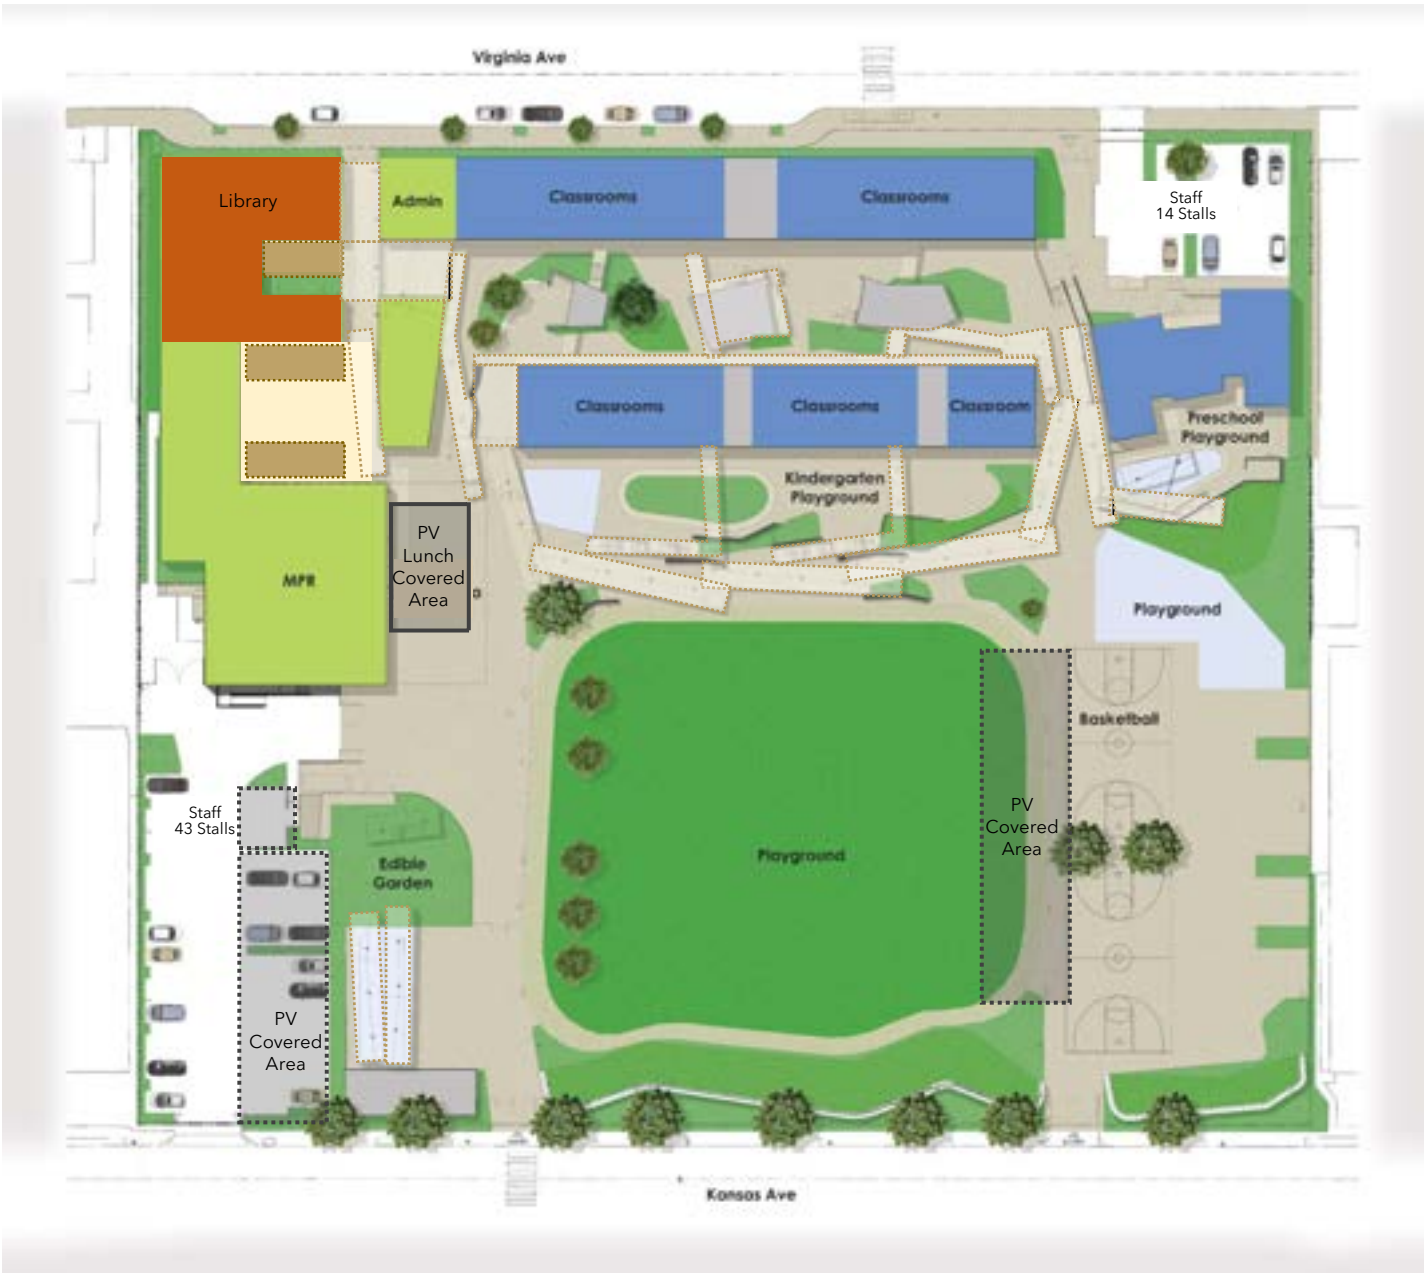 Virginia Ave
Library
Admin
Classrooms
Classrooms
Staff
14 Stalls
Classrooms
Classrooms
Classroom
Preschool
Playground
Kindergarten
Playground
PV
Lunch
Covered
Area
MPR
Playground
Basketball
Staff
43 Stalls
PV
Covered
Area
Playground
Edible
Garden
PV
Covered
Area
Kansas Ave